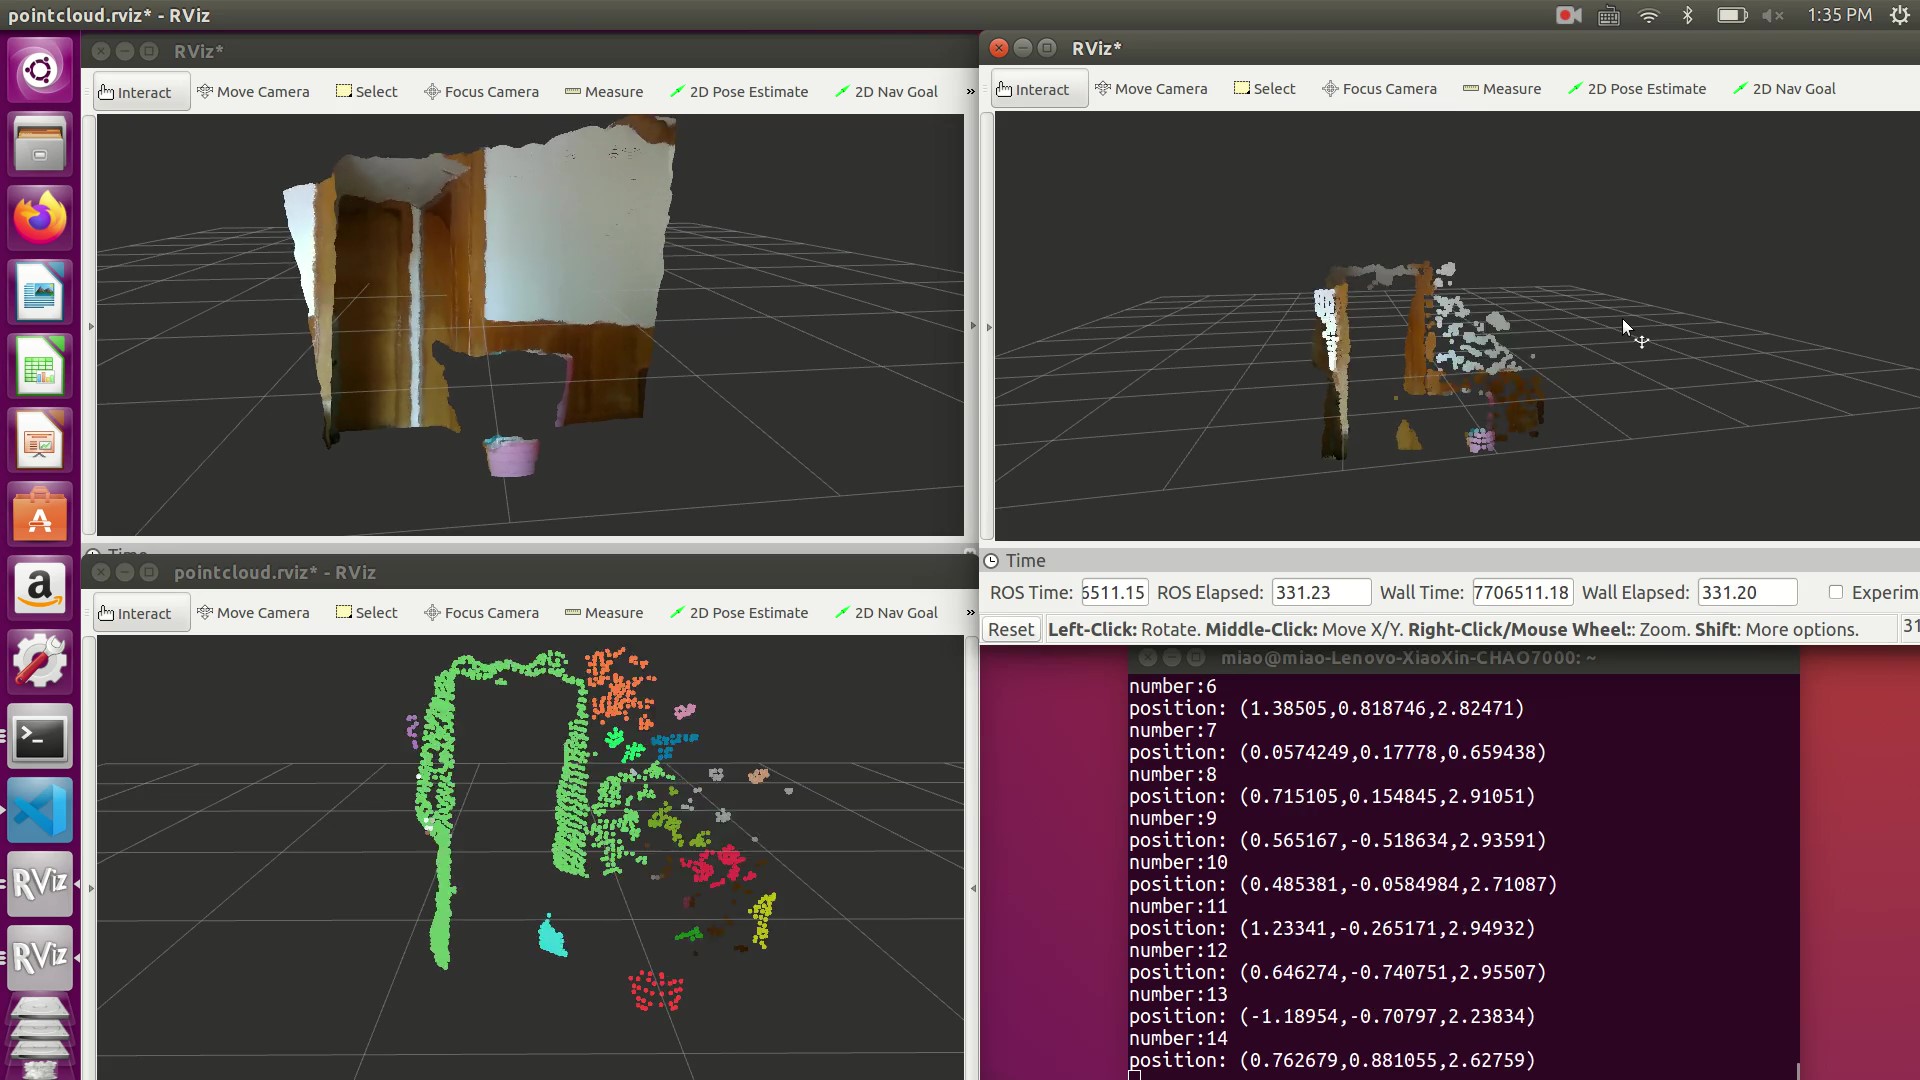 pointcloud.rviz* - RViz
1:35 PM
RViz*
Interact Move Camera Select Focus Camera Measure 2D Pose Estimate 2D Nav Goal »
RViz*
Interact Move Camera Select Focus Camera Measure 2D Pose Estimate 2D Nav Goal
Time
pointcloud.rviz* - RViz
Interact Move Camera Select Focus Camera Measure 2D Pose Estimate 2D Nav Goal »
Time
ROS Time: 6511.15 ROS Elapsed: 331.23 Wall Time: 7706511.18 Wall Elapsed: 331.20 Experim
Reset Left-Click: Rotate. Middle-Click: Move X/Y. Right-Click/Mouse Wheel:: Zoom. Shift: More options. 31
miao@miao-Lenovo-XiaoXin-CHAO7000: ~
number:6
position: (1.38505,0.818746,2.82471)
number:7
position: (0.0574249,0.17778,0.659438)
number:8
position: (0.715105,0.154845,2.91051)
number:9
position: (0.565167,-0.518634,2.93591)
number:10
position: (0.485381,-0.0584984,2.71087)
number:11
position: (1.23341,-0.265171,2.94932)
number:12
position: (0.646274,-0.740751,2.95507)
number:13
position: (-1.18954,-0.70797,2.23834)
number:14
position: (0.762679,0.881055,2.62759)
RViz
RViz